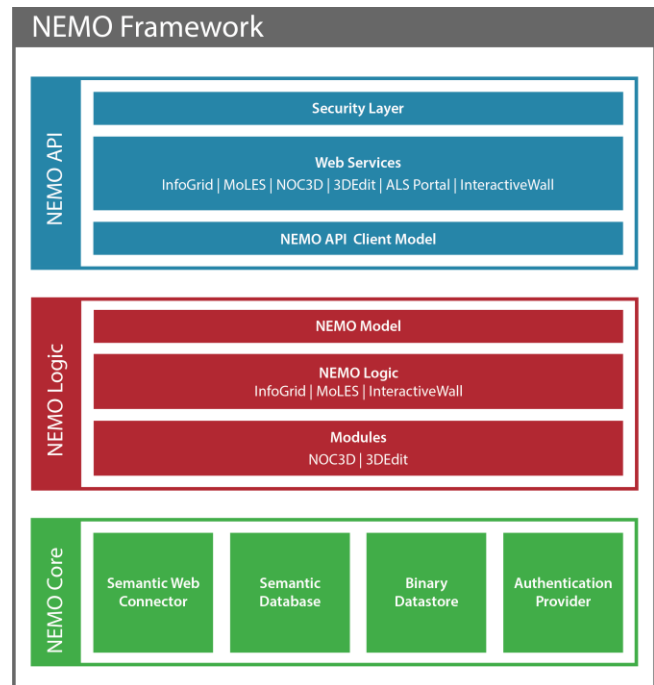 NEMO Framework
NEMO API
Security Layer
Web Services
InfoGrid | MoLES | NOC3D | 3DEdit | ALS Portal | InteractiveWall
NEMO API Client Model
NEMO Logic
NEMO Model
NEMO Logic
InfoGrid | MoLES | InteractiveWall
Modules
NOC3D | 3DEdit
NEMO Core
Semantic Web
Connector
Semantic
Database
Binary
Datastore
Authentication
Provider